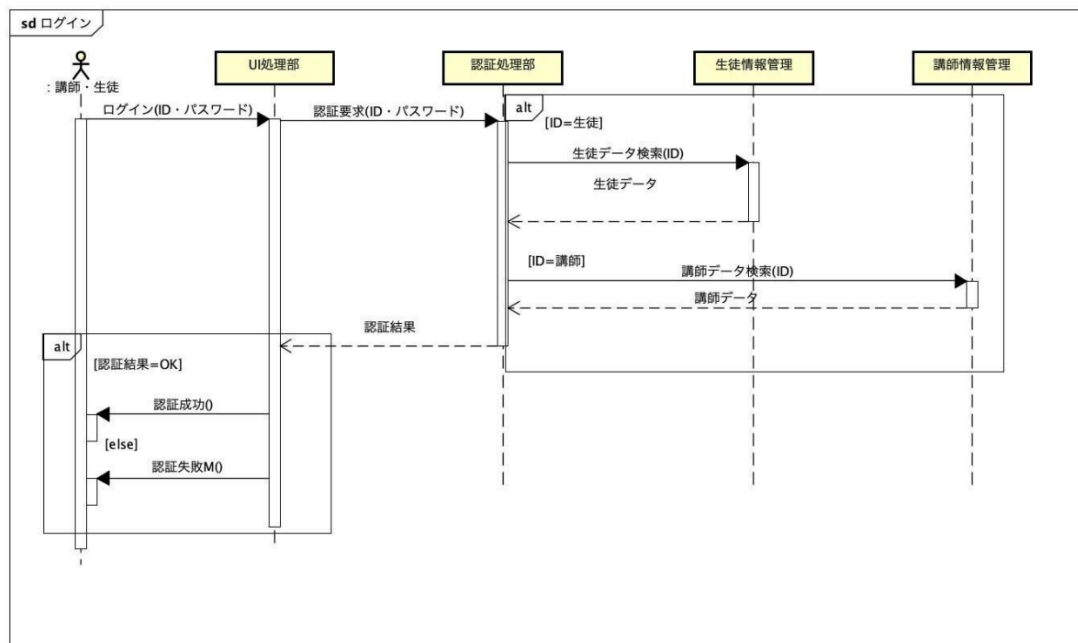 sd ログイン
: 講師・生徒
UI処理部
認証処理部
生徒情報管理
講師情報管理
ログイン(ID・パスワード)
認証要求(ID・パスワード)
alt
[ID=生徒]
生徒データ検索(ID)
生徒データ
[ID=講師]
講師データ検索(ID)
講師データ
認証結果
alt
[認証結果=OK]
認証成功()
[else]
認証失敗M()